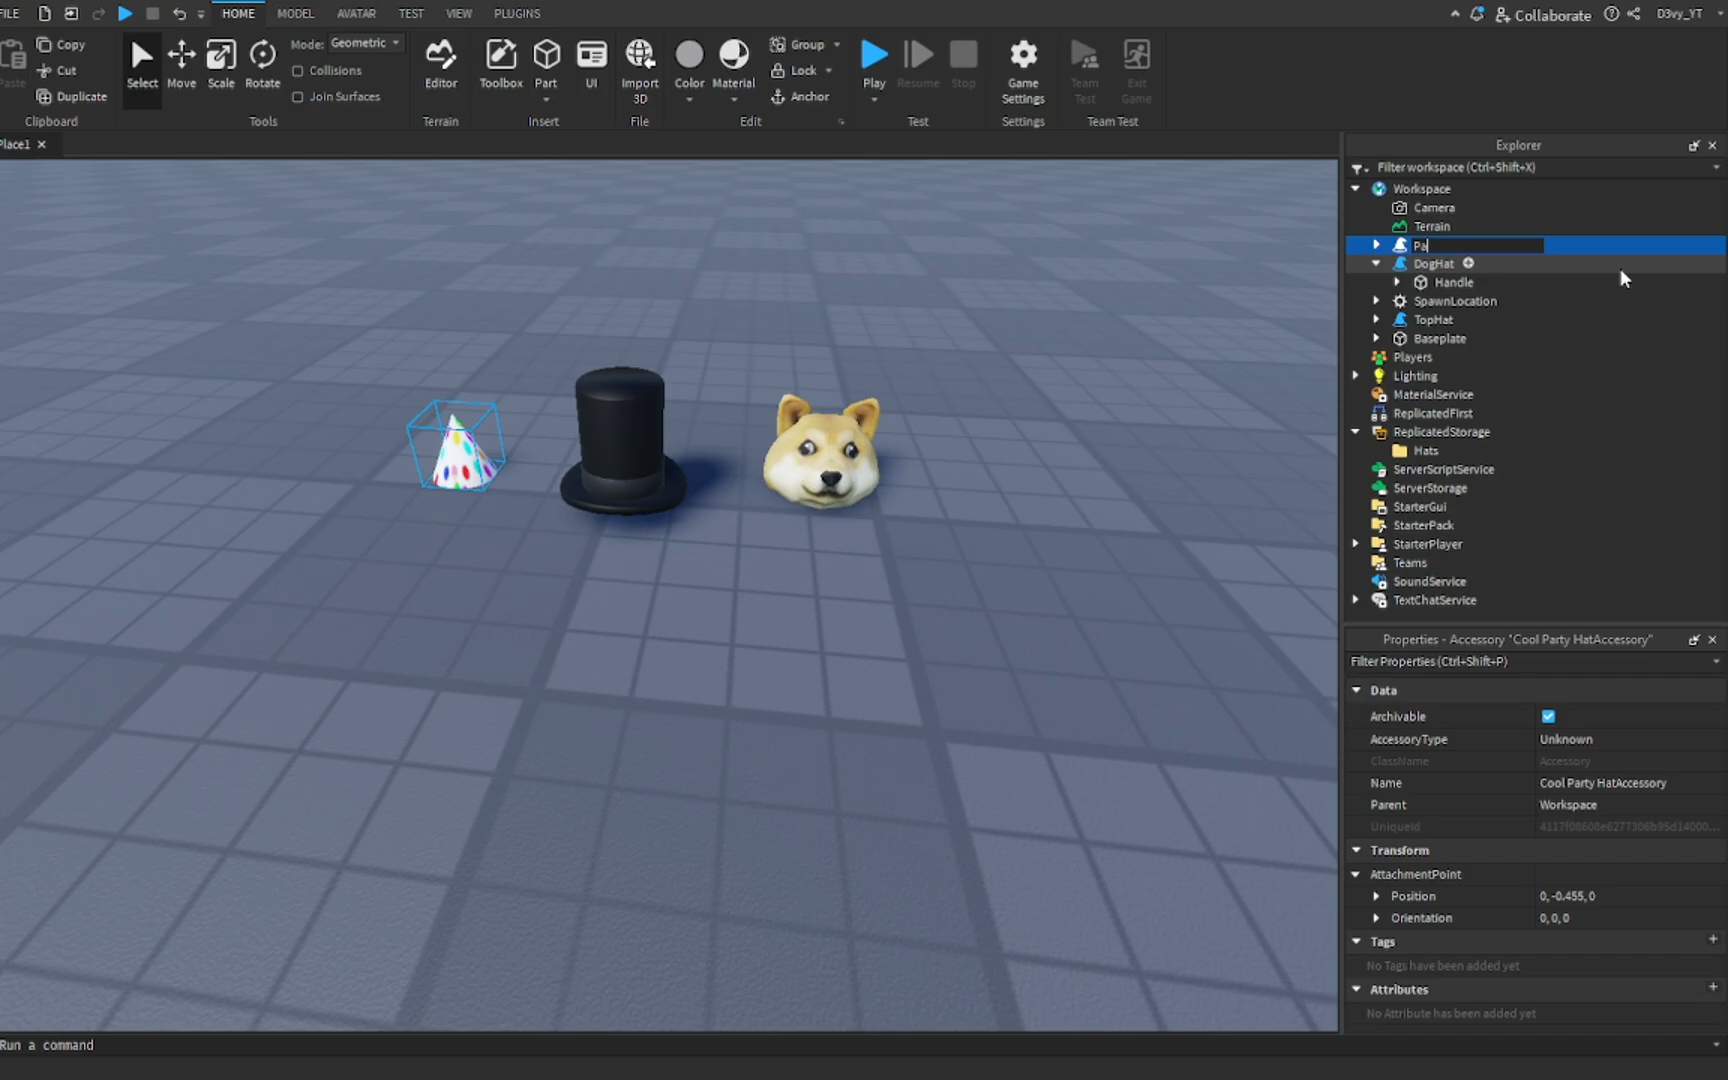 FILE HOME MODEL AVATAR TEST VIEW PLUGINS Collaborate D3vy_YT
Paste Copy Cut Duplicate Clipboard
Select Move Scale Rotate Mode: Geometric Collisions Join Surfaces Tools
Editor Terrain
Toolbox Part UI Insert
Import 3D File
Color Material Group Lock Anchor Edit
Play Resume Stop Test
Game Settings Settings
Team Test Exit Game Team Test
Place1
Explorer
Filter workspace (Ctrl+Shift+X)
Workspace
Camera
Terrain
Pa
DogHat
Handle
SpawnLocation
TopHat
Baseplate
Players
Lighting
MaterialService
ReplicatedFirst
ReplicatedStorage
Hats
ServerScriptService
ServerStorage
StarterGui
StarterPack
StarterPlayer
Teams
SoundService
TextChatService
Properties - Accessory "Cool Party HatAccessory"
Filter Properties (Ctrl+Shift+P)
Data
Archivable
AccessoryType Unknown
ClassName Accessory
Name Cool Party HatAccessory
Parent Workspace
UniqueId
Transform
AttachmentPoint
Position 0, -0.455, 0
Orientation 0, 0, 0
Tags
No Tags have been added yet
Attributes
No Attribute has been added yet
Run a command